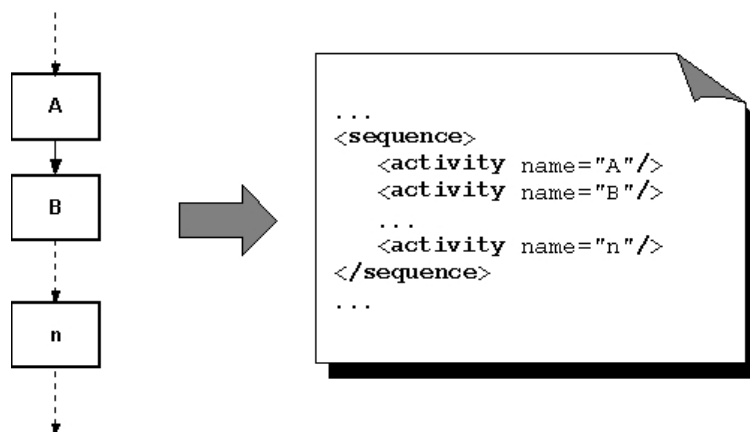 A
B
n
...
<sequence>
<activity name="A"/>
<activity name="B"/>
...
<activity name="n"/>
</sequence>
...